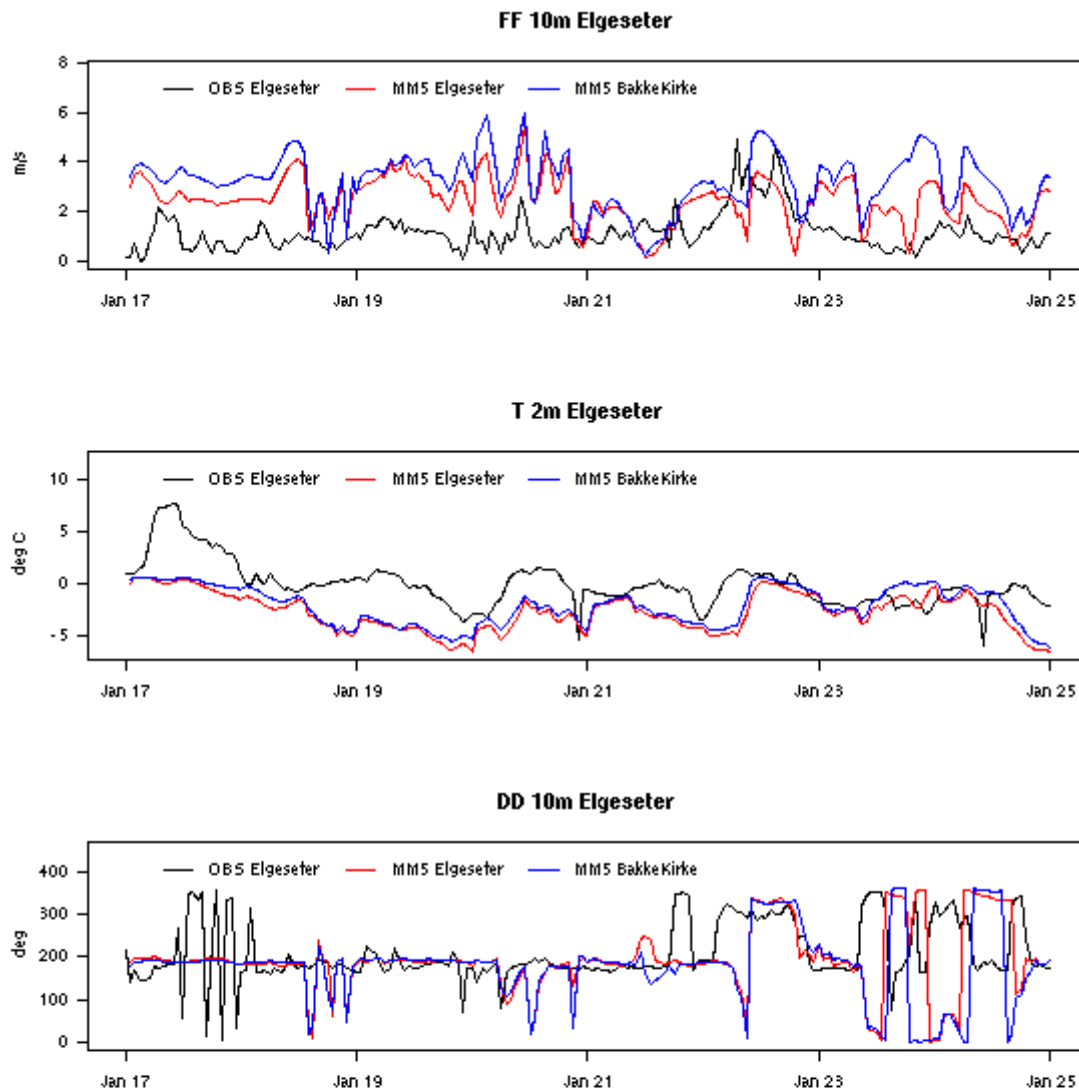 FF 10m Elgeseter
OBS Elgeseter MM5 Elgeseter MM5 BakkeKirke
m/s
8
6
4
2
0
Jan 17 Jan 19 Jan 21 Jan 23 Jan 25
T 2m Elgeseter
OBS Elgeseter MM5 Elgeseter MM5 BakkeKirke
deg C
10
5
0
-5
Jan 17 Jan 19 Jan 21 Jan 23 Jan 25
DD 10m Elgeseter
OBS Elgeseter MM5 Elgeseter MM5 BakkeKirke
deg
400
300
200
100
0
Jan 17 Jan 19 Jan 21 Jan 23 Jan 25